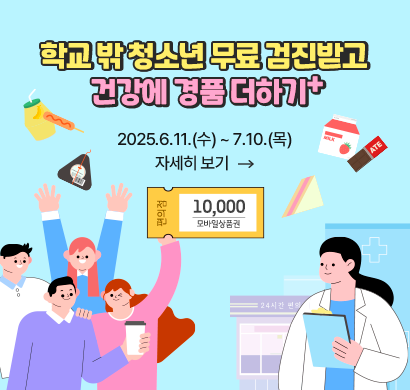 학교 밖 청소년 무료 검진받고
건강에 경품 더하기+
2025.6.11.(수) ~ 7.10.(목)
자세히 보기 →
편의점
10,000
모바일상품권
MILK
ATE
24시간 편의